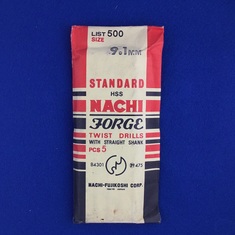 LIST 500
SIZE
9.1MM
STANDARD
HSS
NACHI
FORGE
TWIST DRILLS
WITH STRAIGHT SHANK
PCS 5
NACHI-FUJIKOSHI CORP.